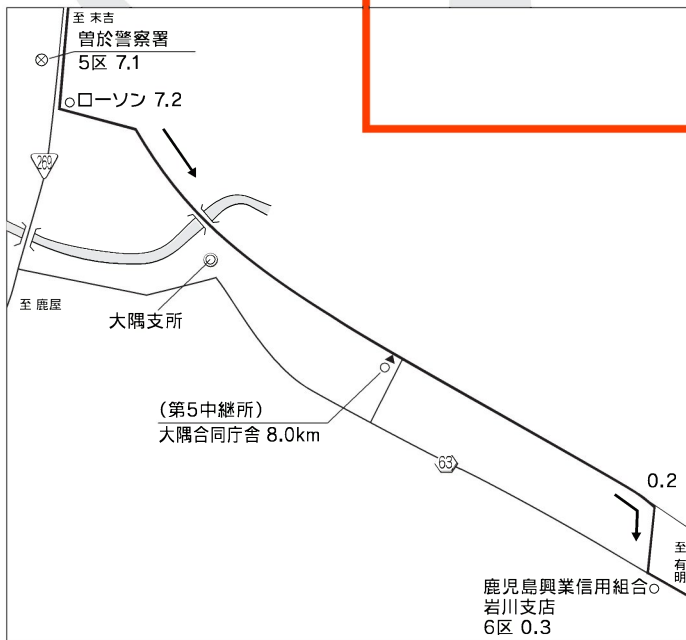 至 末吉
曽於警察署
5区 7.1
ローソン 7.2
269
至 鹿屋
大隅支所
(第5中継所)
大隅合同庁舎 8.0km
63
0.2
至 有明
鹿児島興業信用組合
岩川支店
6区 0.3